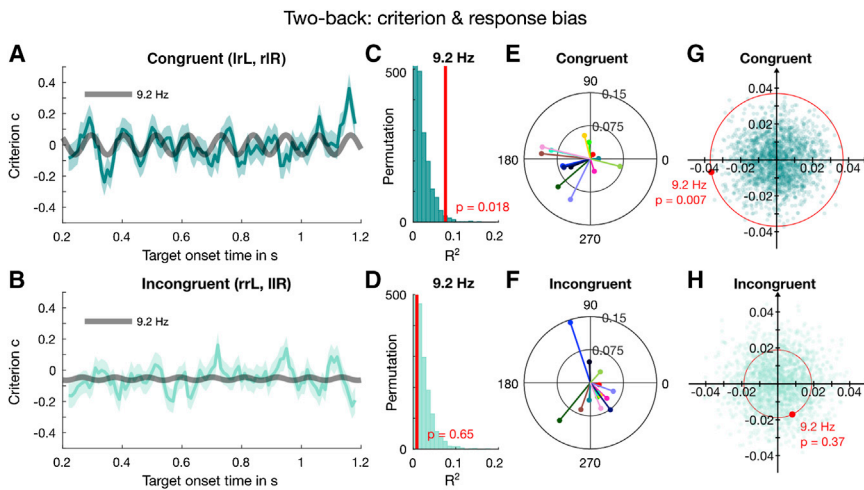 Two-back: criterion & response bias
A
Congruent (lrL, rlR)
9.2 Hz
Criterion c
0.4
0.2
0
-0.2
-0.4
0.2 0.4 0.6 0.8 1 1.2
Target onset time in s
C
9.2 Hz
500
Permutation
0
p = 0.018
0 0.1 0.2
R²
E
Congruent
90
0.15
0.075
180
0
270
G
Congruent
0.04
0.02
-0.04 -0.02 0.02 0.04
9.2 Hz
p = 0.007
-0.02
-0.04
B
Incongruent (rrL, llR)
9.2 Hz
Criterion c
0.4
0.2
0
-0.2
-0.4
0.2 0.4 0.6 0.8 1 1.2
Target onset time in s
D
9.2 Hz
500
Permutation
0
p = 0.65
0 0.1 0.2
R²
F
Incongruent
90
0.15
0.075
180
0
270
H
Incongruent
0.04
0.02
-0.04 -0.02 0.02 0.04
9.2 Hz
p = 0.37
-0.02
-0.04